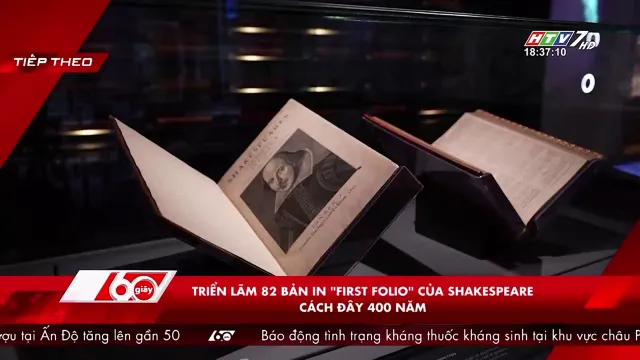 TIẾP THEO
HTV7
HD
18:37:10
0
SHAKESPEARES
60
giây
TRIỂN LÃM 82 BẢN IN "FIRST FOLIO" CỦA SHAKESPEARE
CÁCH ĐÂY 400 NĂM
ượu tại Ấn Độ tăng lên gần 50
60
Báo động tình trạng kháng thuốc kháng sinh tại khu vực châu P